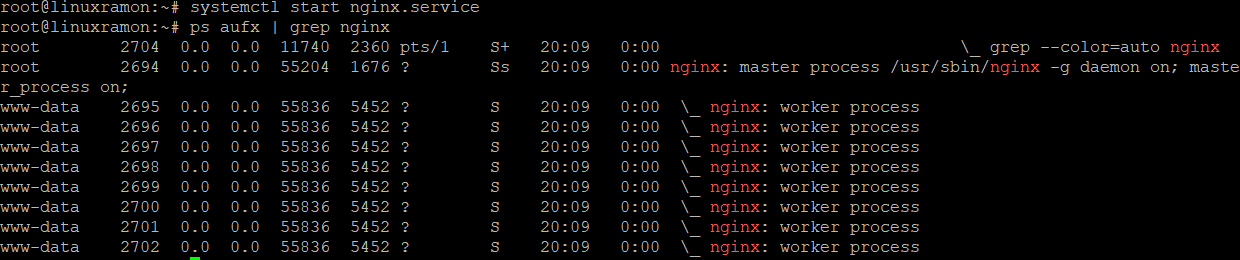 root@linuxramon:~# systemctl start nginx.service
root@linuxramon:~# ps aufx | grep nginx
root      2704  0.0  0.0  11740  2360 pts/1    S+   20:09   0:00                              \_ grep --color=auto nginx
root      2694  0.0  0.0  55204  1676 ?        Ss   20:09   0:00 nginx: master process /usr/sbin/nginx -g daemon on; maste
r_process on;
www-data  2695  0.0  0.0  55836  5452 ?        S    20:09   0:00  \_ nginx: worker process
www-data  2696  0.0  0.0  55836  5452 ?        S    20:09   0:00  \_ nginx: worker process
www-data  2697  0.0  0.0  55836  5452 ?        S    20:09   0:00  \_ nginx: worker process
www-data  2698  0.0  0.0  55836  5452 ?        S    20:09   0:00  \_ nginx: worker process
www-data  2699  0.0  0.0  55836  5452 ?        S    20:09   0:00  \_ nginx: worker process
www-data  2700  0.0  0.0  55836  5452 ?        S    20:09   0:00  \_ nginx: worker process
www-data  2701  0.0  0.0  55836  5452 ?        S    20:09   0:00  \_ nginx: worker process
www-data  2702  0.0  0.0  55836  5452 ?        S    20:09   0:00  \_ nginx: worker process